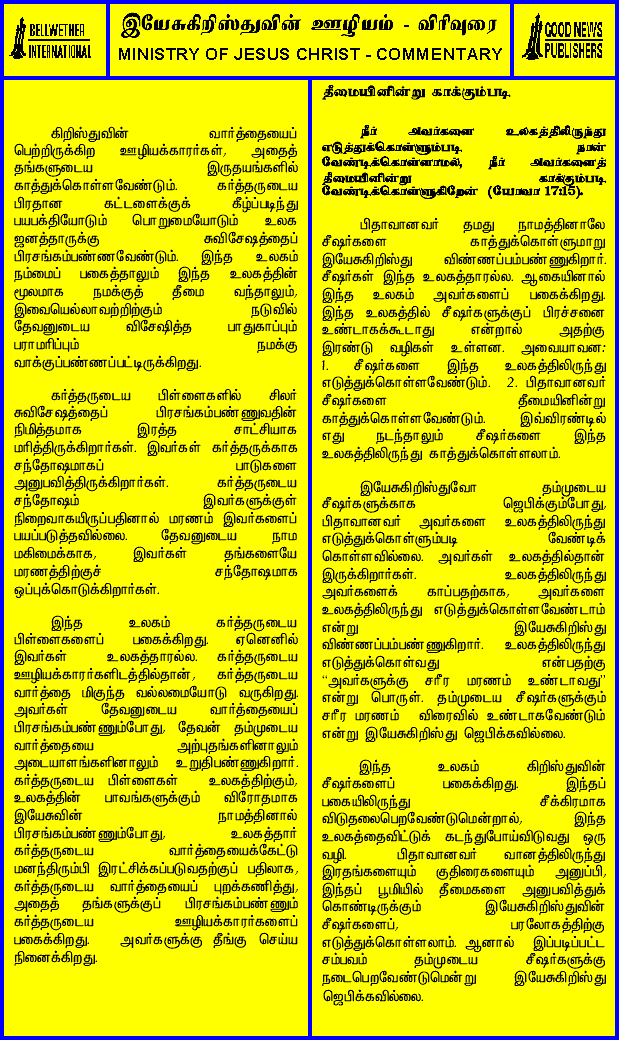 BELLWETHER
INTERNATIONAL
இயேசுகிறிஸ்துவின் ஊழியம் - விரிவுரை
MINISTRY OF JESUS CHRIST - COMMENTARY
GOOD NEWS
PUBLISHERS
கிறிஸ்துவின் வார்த்தையைப்
பெற்றிருக்கிற ஊழியக்காரர்கள், அதைத்
தங்களுடைய இருதயங்களில்
காத்துக்கொள்ளவேண்டும். கர்த்தருடைய
பிரதான கட்டளைக்குக் கீழ்ப்படிந்து
பயபக்தியோடும் பொறுமையோடும் உலக
ஜனத்தாருக்கு சுவிசேஷத்தைப்
பிரசங்கம்பண்ணவேண்டும். இந்த உலகம்
நம்மைப் பகைத்தாலும் இந்த உலகத்தின்
மூலமாக நமக்குத் தீமை வந்தாலும்,
இவையெல்லாவற்றிற்கும் நடுவில்
தேவனுடைய விசேஷித்த பாதுகாப்பும்
பராமரிப்பும் நமக்கு
வாக்குப்பண்ணப்பட்டிருக்கிறது.
கர்த்தருடைய பிள்ளைகளில் சிலர்
சுவிசேஷத்தைப் பிரசங்கம்பண்ணுவதின்
நிமித்தமாக இரத்த சாட்சியாக
மரித்திருக்கிறார்கள். இவர்கள் கர்த்தருக்காக
சந்தோஷமாகப் பாடுகளை
அனுபவித்திருக்கிறார்கள். கர்த்தருடைய
சந்தோஷம் இவர்களுக்குள்
நிறைவாகயிருப்பதினால் மரணம் இவர்களைப்
பயப்படுத்தவில்லை. தேவனுடைய நாம
மகிமைக்காக, இவர்கள் தங்களையே
மரணத்திற்குச் சந்தோஷமாக
ஒப்புக்கொடுக்கிறார்கள்.
இந்த உலகம் கர்த்தருடைய
பிள்ளைகளைப் பகைக்கிறது. ஏனெனில்
இவர்கள் உலகத்தாரல்ல. கர்த்தருடைய
ஊழியக்காரர்களிடத்தில்தான், கர்த்தருடைய
வார்த்தை மிகுந்த வல்லமையோடு வருகிறது.
அவர்கள் தேவனுடைய வார்த்தையைப்
பிரசங்கம்பண்ணும்போது, தேவன் தம்முடைய
வார்த்தையை அற்புதங்களினாலும்
அடையாளங்களினாலும் உறுதிபண்ணுகிறார்.
கர்த்தருடைய பிள்ளைகள் உலகத்திற்கும்,
உலகத்தின் பாவங்களுக்கும் விரோதமாக
இயேசுவின் நாமத்தினால்
பிரசங்கம்பண்ணும்போது, உலகத்தார்
கர்த்தருடைய வார்த்தையைக்கேட்டு
மனந்திரும்பி இரட்சிக்கப்படுவதற்குப் பதிலாக,
கர்த்தருடைய வார்த்தையைப் புறக்கணித்து,
அதைத் தங்களுக்குப் பிரசங்கம்பண்ணும்
கர்த்தருடைய ஊழியக்காரர்களைப்
பகைக்கிறது. அவர்களுக்கு தீங்கு செய்ய
நினைக்கிறது.
தீமையினின்று காக்கும்படி
நீர் அவர்களை உலகத்திலிருந்து
எடுத்துக்கொள்ளும்படி நான்
வேண்டிக்கொள்ளாமல், நீர் அவர்களைத்
தீமையினின்று காக்கும்படி
வேண்டிக்கொள்ளுகிறேன் (யோவா 17:15).
பிதாவானவர் தமது நாமத்தினாலே
சீஷர்களை காத்துக்கொள்ளுமாறு
இயேசுகிறிஸ்து விண்ணப்பம்பண்ணுகிறார்.
சீஷர்கள் இந்த உலகத்தாரல்ல. ஆகையினால்
இந்த உலகம் அவர்களைப் பகைக்கிறது.
இந்த உலகத்தில் சீஷர்களுக்குப் பிரச்சனை
உண்டாகக்கூடாது என்றால் அதற்கு
இரண்டு வழிகள் உள்ளன. அவையாவன:
1. சீஷர்களை இந்த உலகத்திலிருந்து
எடுத்துக்கொள்ளவேண்டும். 2. பிதாவானவர்
சீஷர்களை தீமையினின்று
காத்துக்கொள்ளவேண்டும். இவ்விரண்டில்
எது நடந்தாலும் சீஷர்களை இந்த
உலகத்திலிருந்து காத்துக்கொள்ளலாம்.
இயேசுகிறிஸ்துவோ தம்முடைய
சீஷர்களுக்காக ஜெபிக்கும்போது,
பிதாவானவர் அவர்களை உலகத்திலிருந்து
எடுத்துக்கொள்ளும்படி வேண்டிக்
கொள்ளவில்லை. அவர்கள் உலகத்தில்தான்
இருக்கிறார்கள். உலகத்திலிருந்து
அவர்களைக் காப்பதற்காக, அவர்களை
உலகத்திலிருந்து எடுத்துக்கொள்ளவேண்டாம்
என்று இயேசுகிறிஸ்து
விண்ணப்பம்பண்ணுகிறார். உலகத்திலிருந்து
எடுத்துக்கொள்வது என்பதற்கு
“அவர்களுக்கு சரீர மரணம் உண்டாவது”
என்று பொருள். தம்முடைய சீஷர்களுக்கும்
சரீர மரணம் விரைவில் உண்டாகவேண்டும்
என்று இயேசுகிறிஸ்து ஜெபிக்கவில்லை.
இந்த உலகம் கிறிஸ்துவின்
சீஷர்களைப் பகைக்கிறது. இந்தப்
பகையிலிருந்து சீக்கிரமாக
விடுதலைபெறவேண்டுமென்றால், இந்த
உலகத்தைவிட்டுக் கடந்துபோய்விடுவது ஒரு
வழி. பிதாவானவர் வானத்திலிருந்து
இரதங்களையும் குதிரைகளையும் அனுப்பி,
இந்தப் பூமியில் தீமைகளை அனுபவித்துக்
கொண்டிருக்கும் இயேசுகிறிஸ்துவின்
சீஷர்களைப், பரலோகத்திற்கு
எடுத்துக்கொள்ளலாம். ஆனால் இப்படிப்பட்ட
சம்பவம் தம்முடைய சீஷர்களுக்கு
நடைபெறவேண்டுமென்று இயேசுகிறிஸ்து
ஜெபிக்கவில்லை.